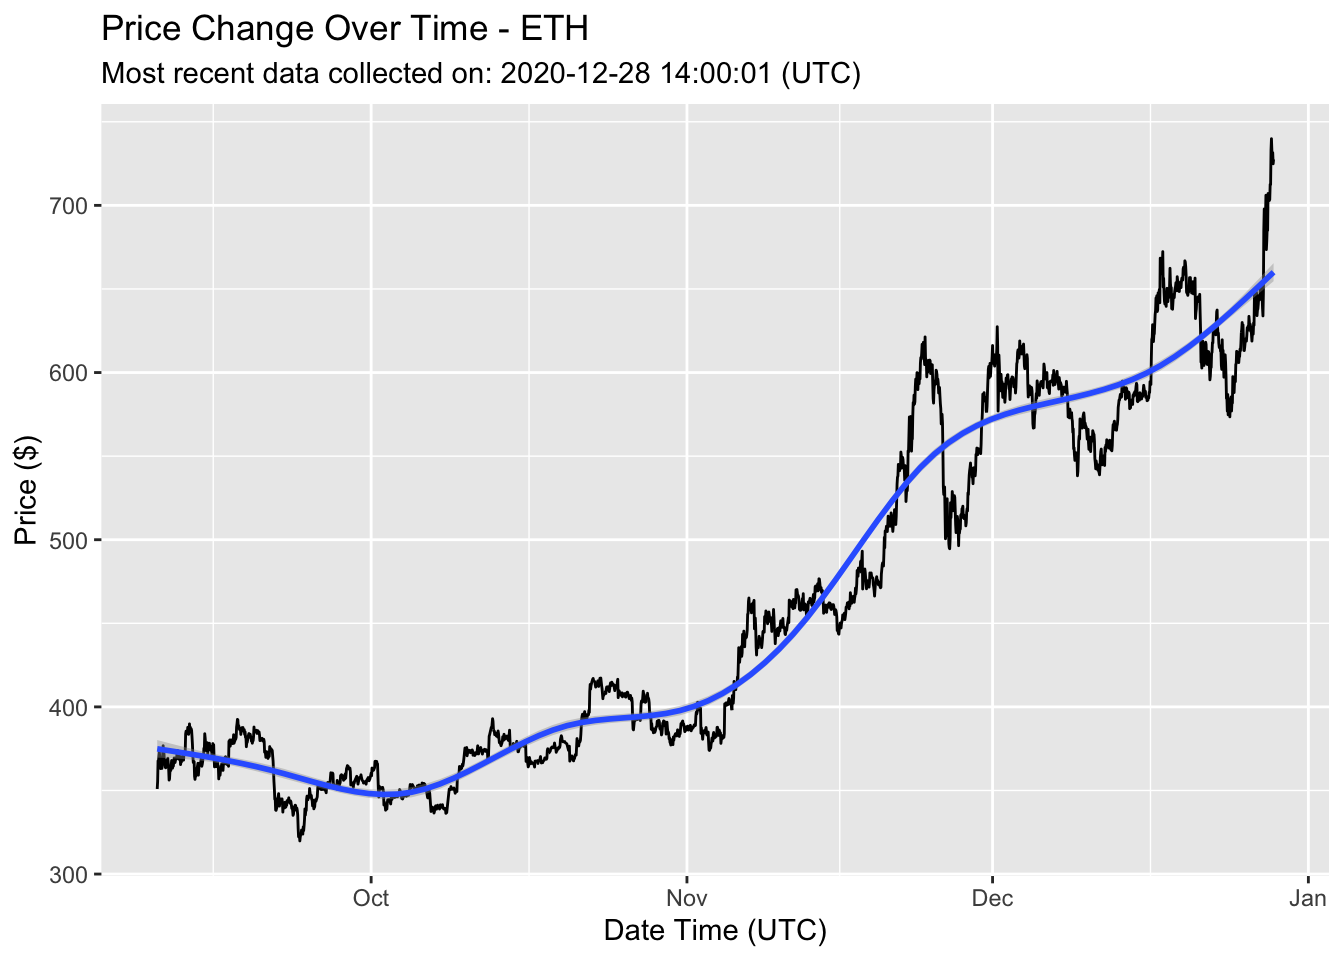 Price Change Over Time - ETH
Most recent data collected on: 2020-12-28 14:00:01 (UTC)
Price ($)
700
600
500
400
300
Oct
Nov
Dec
Jan
Date Time (UTC)